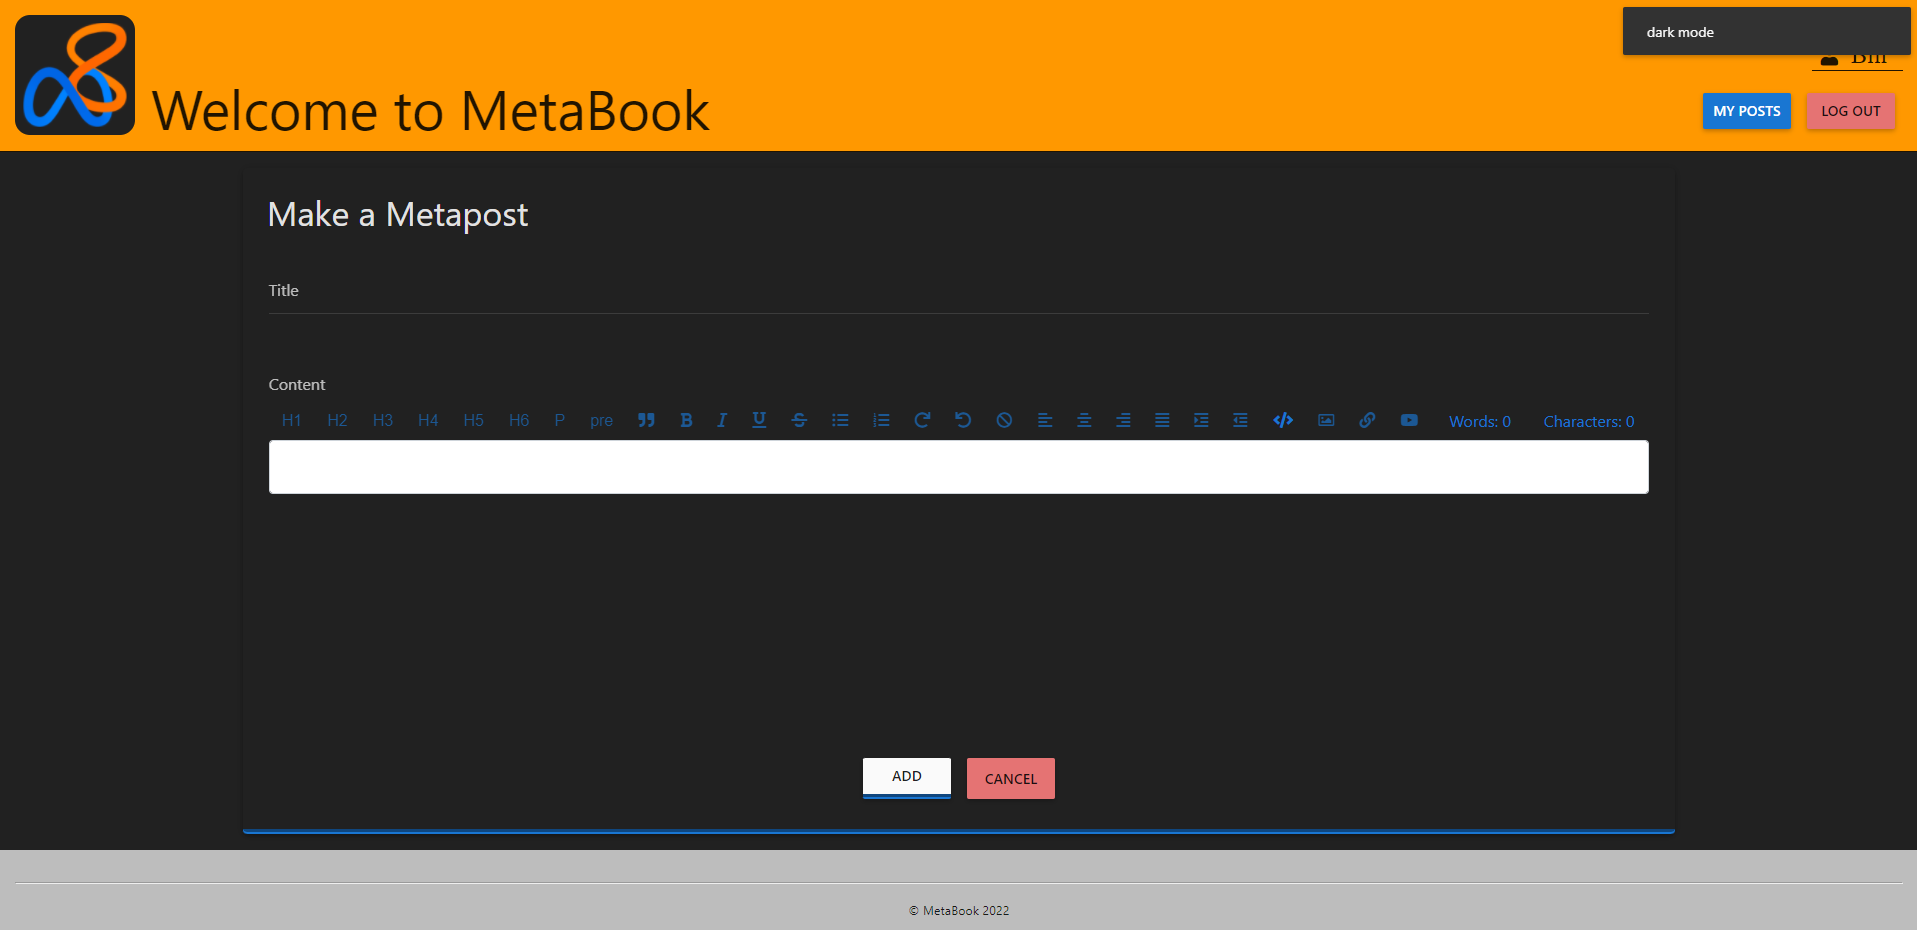 dark mode
Bill
Welcome to MetaBook
MY POSTS
LOG OUT
Make a Metapost
Title
Content
H1 H2 H3 H4 H5 H6 P pre Words: 0 Characters: 0
ADD
CANCEL
© MetaBook 2022